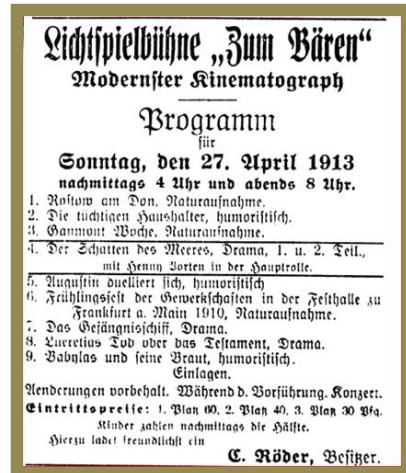 Lichtspielbühne „Zum Bären“
Modernster Kinematograph
Programm
für
Sonntag, den 27. April 1913
nachmittags 4 Uhr und abends 8 Uhr.
1. Rostow am Don, Naturaufnahme.
2. Die tüchtigen Haushalter, humoristisch.
3. Gaumont Woche, Naturaufnahme.
4. Der Schatten des Meeres, Drama, 1. u. 2. Teil.,
mit Henny Porten in der Hauptrolle.
5. Augustin duelliert sich, humoristisch
6. Frühlingsfest der Gewerkschaften in der Festhalle zu
Frankfurt a. Main 1910, Naturaufnahme.
7. Das Gefängnisschiff, Drama.
8. Lucretius Tod oder das Testament, Drama.
9. Babylas und seine Braut, humoristisch.
Einlagen.
Aenderungen vorbehalt. Während d. Vorführung. Konzert.
Eintrittspreise: 1. Platz 60, 2. Platz 40, 3. Platz 30 Pfg.
Kinder zahlen nachmittags die Hälfte.
Hierzu ladet freundlichst ein
C. Röder, Besitzer.